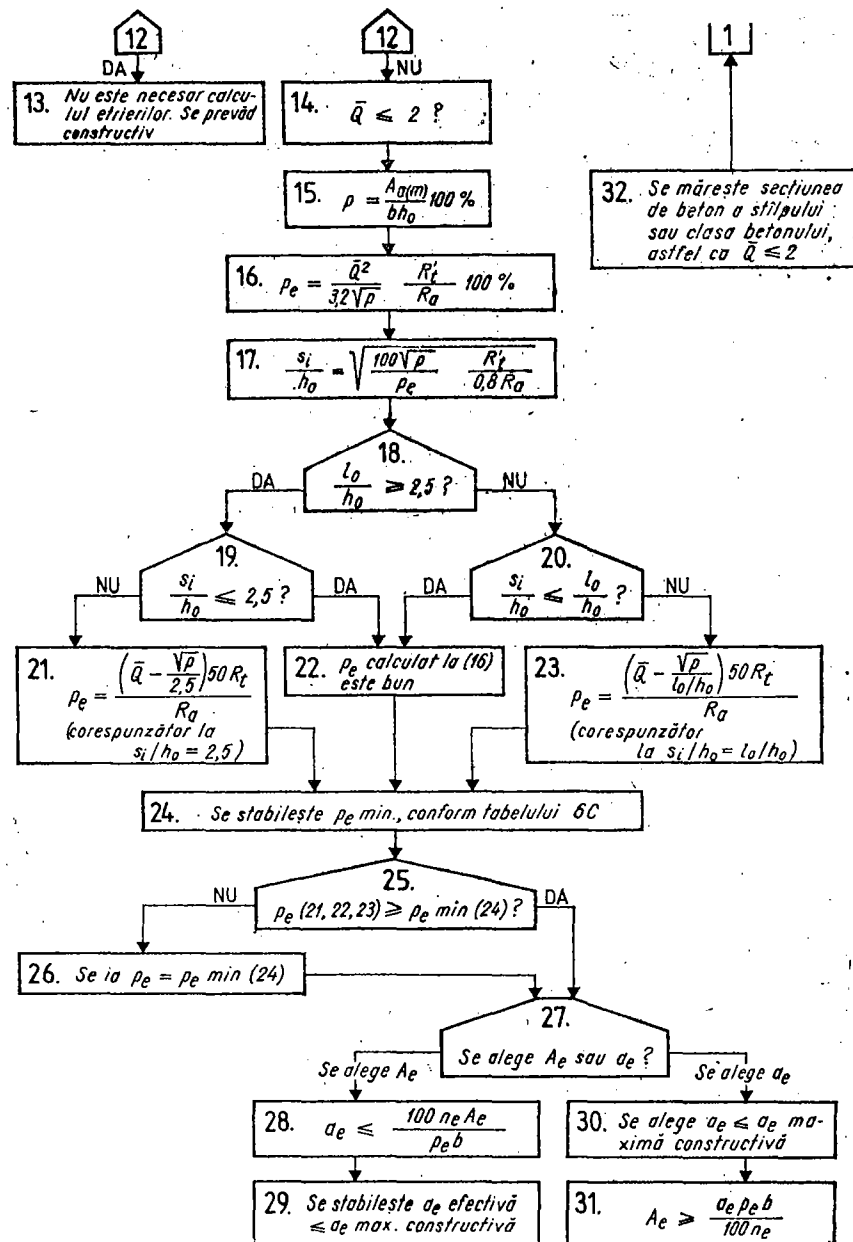 12
12
1
DA
NU
13. Nu este necesar calcu-
lul etrierilor. Se prevăd
constructiv
14. Q̄ ⩽ 2 ?
15. p = Aa(m)/bh₀ 100 %
32. Se mărește secțiunea
de beton a stîlpului
sau clasa betonului,
astfel ca Q̄ ⩽ 2
16. pₑ = Q̄²/3,2√p R't/Ra 100 %
17. si/h₀ = √(100√p/pₑ R't/0,8 Ra)
18.
l₀/h₀ ⩾ 2,5 ?
DA
NU
19.
si/h₀ ⩽ 2,5 ?
NU
DA
20.
si/h₀ ⩽ l₀/h₀ ?
DA
NU
21. pₑ = (Q̄ - √p/2,5) 50 Rt/Ra
(corespunzător la
si/h₀ = 2,5)
22. pₑ calculat la (16)
este bun
23. pₑ = (Q̄ - √p/l₀/h₀) 50 Rt/Ra
(corespunzător
la si/h₀ = l₀/h₀)
24. Se stabilește pₑ min., conform tabelului 6C
25.
NU
DA
pₑ (21, 22, 23) ⩾ pₑ min (24) ?
26. Se ia pₑ = pₑ min (24)
27.
Se alege Aₑ sau aₑ ?
Se alege Aₑ
Se alege aₑ
28. aₑ ⩽ 100 nₑ Aₑ/pₑ b
30. Se alege aₑ ⩽ aₑ ma-
ximă constructivă
29. Se stabilește aₑ efectivă
⩽ aₑ max. constructivă
31. Aₑ ⩾ aₑ pₑ b/100 nₑ